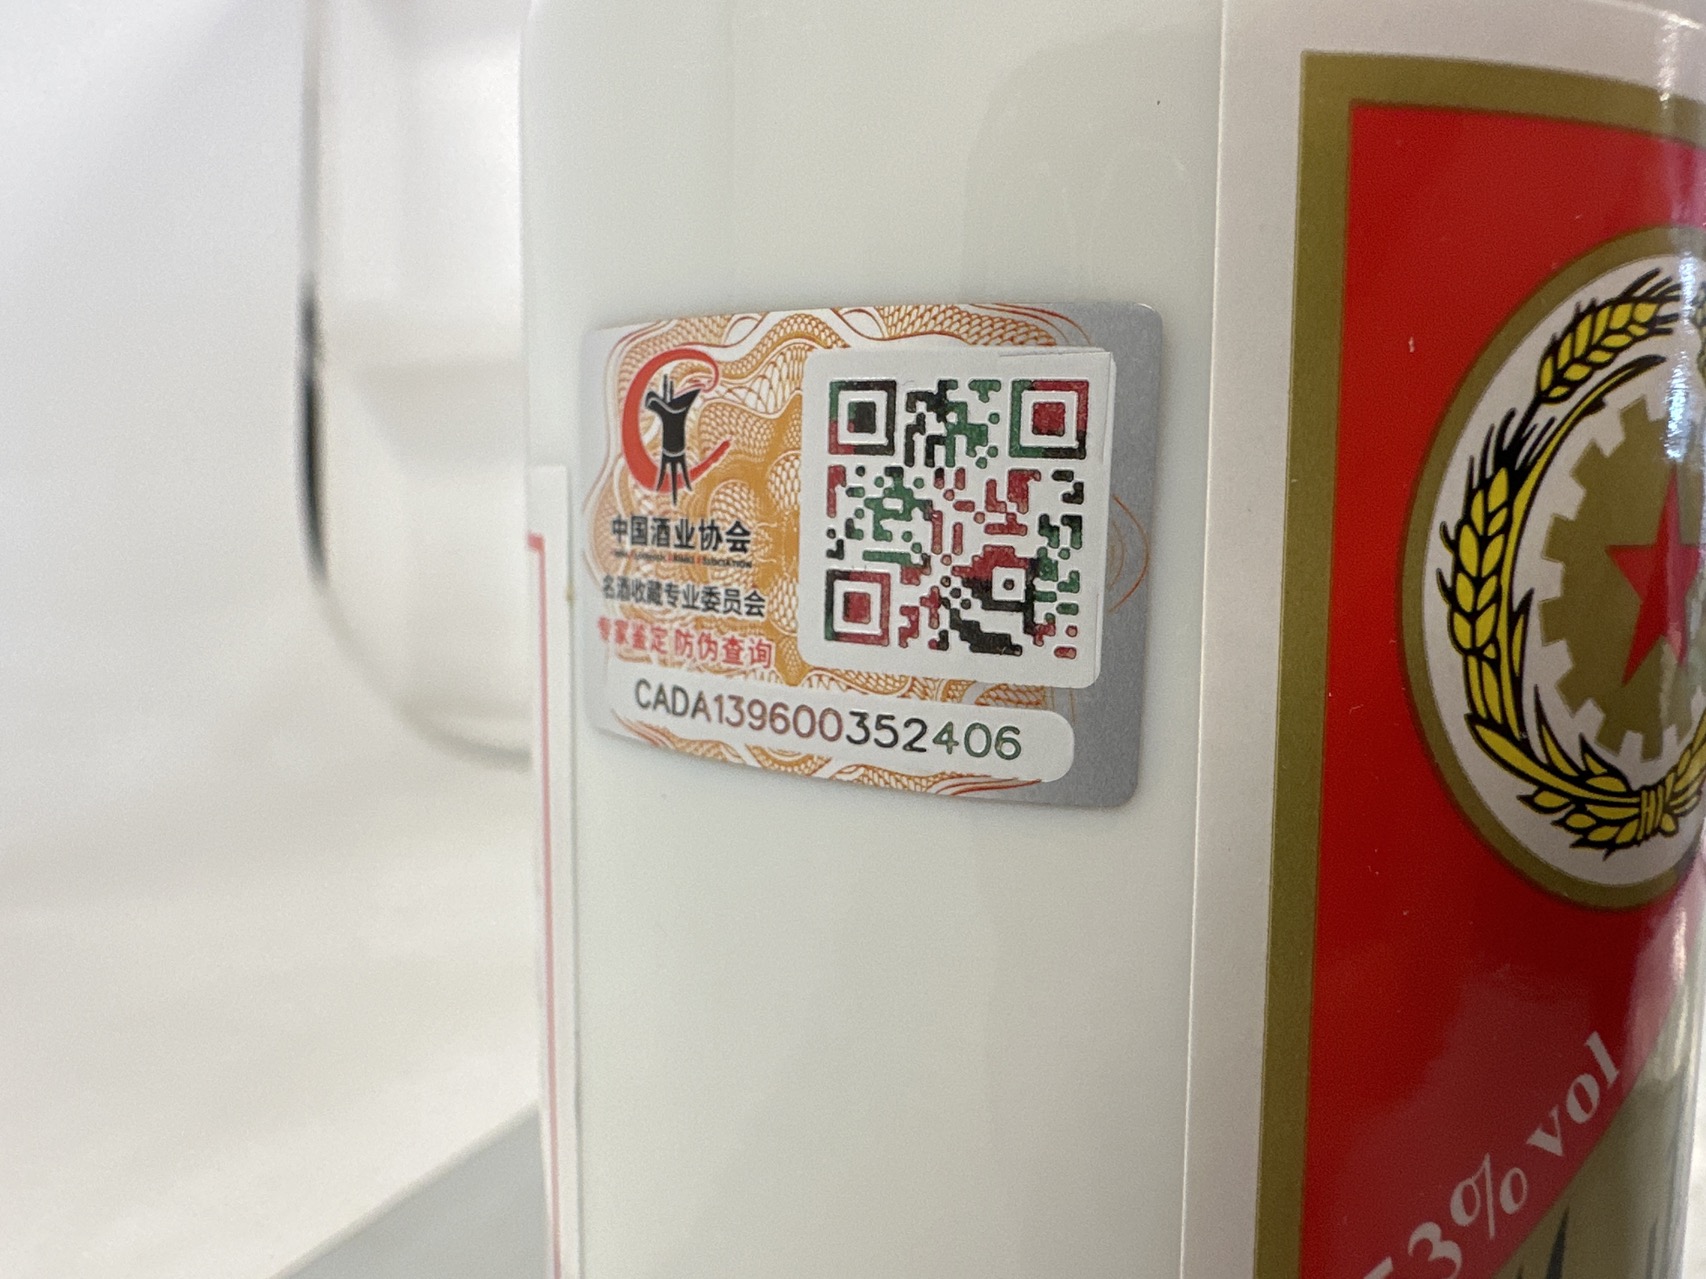 中国酒业协会
名酒收藏专业委员会
专家鉴定 防伪查询
CADA139600352406
53% vol